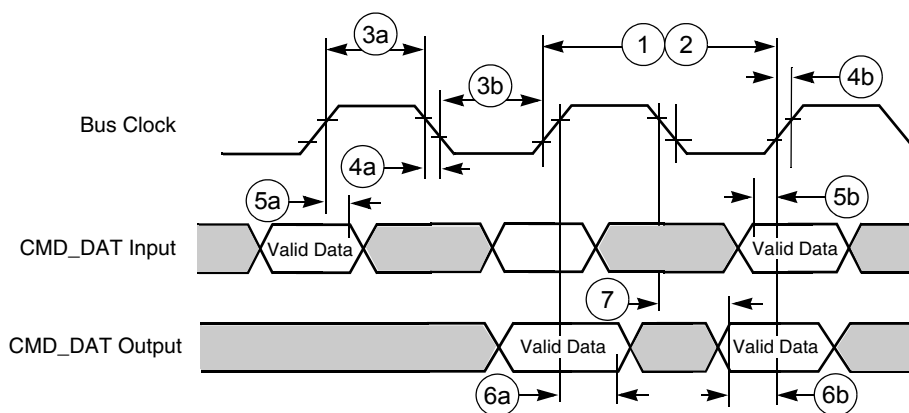 3a
1
2
3b
4b
Bus Clock
4a
5a
5b
CMD_DAT Input
Valid Data
Valid Data
7
CMD_DAT Output
Valid Data
Valid Data
6a
6b